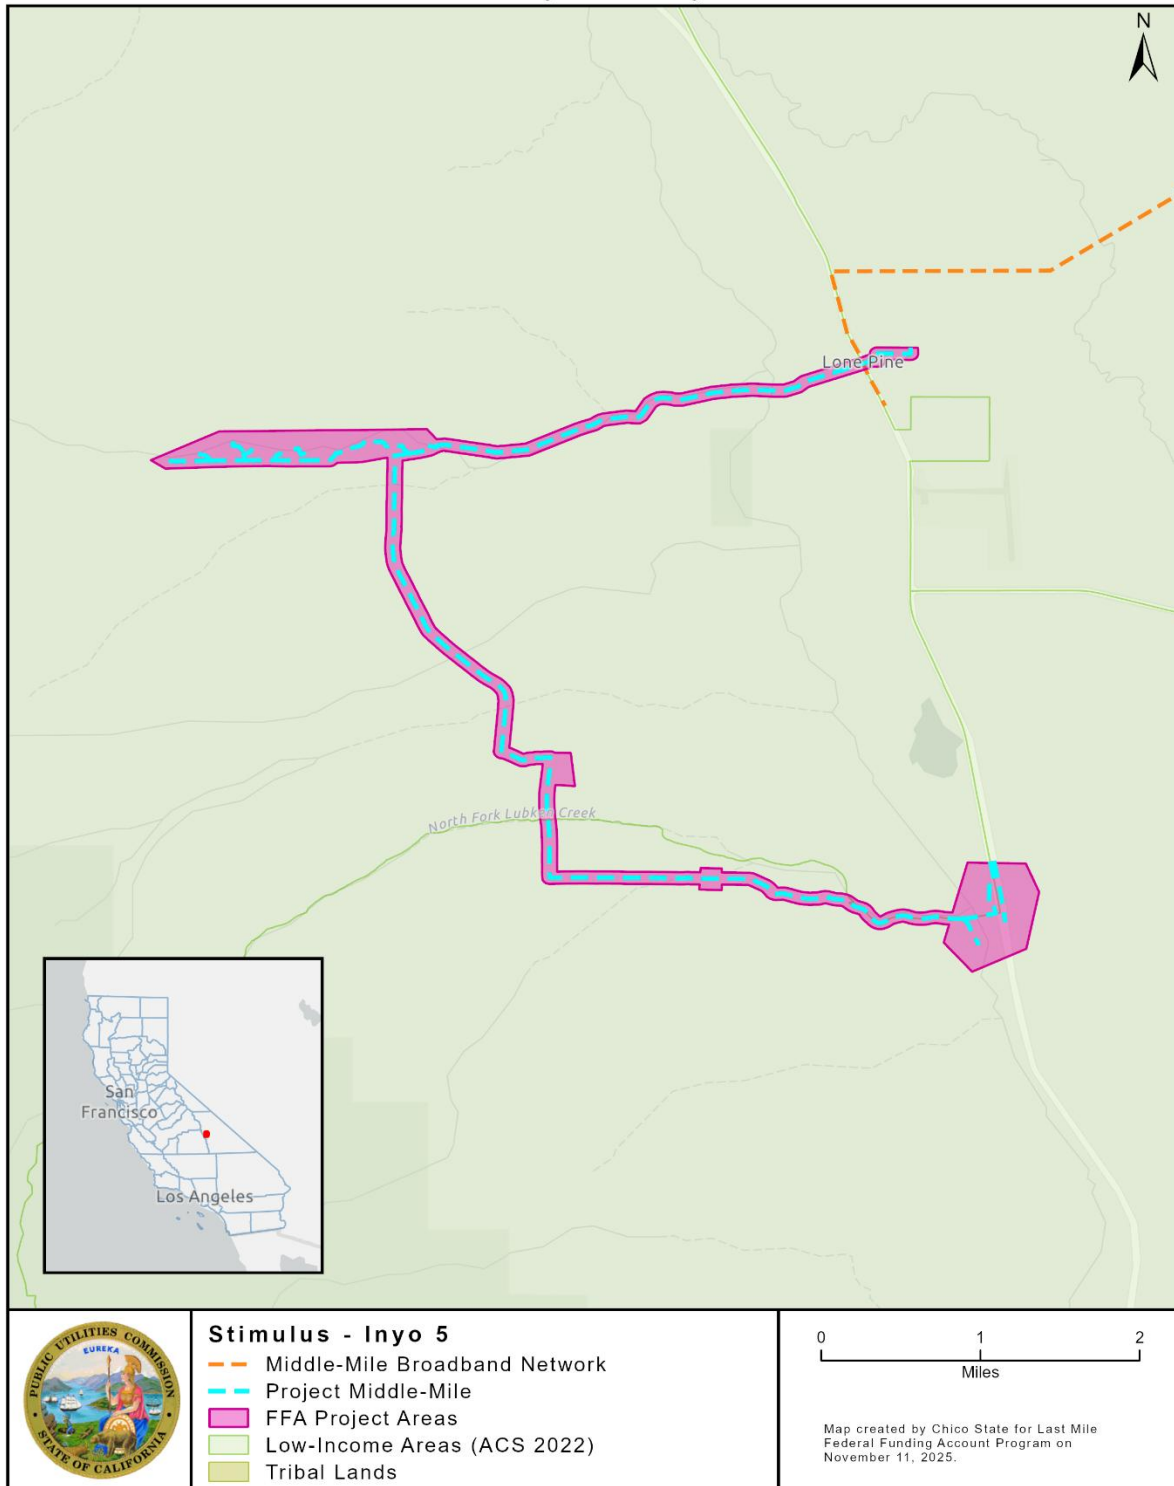 N
Lone Pine
North Fork Lubken Creek
San
Francisco
Los Angeles
PUBLIC UTILITIES COMMISSION
EUREKA
STATE OF CALIFORNIA
Stimulus - Inyo 5
Middle-Mile Broadband Network
Project Middle-Mile
FFA Project Areas
Low-Income Areas (ACS 2022)
Tribal Lands
0 1 2
Miles
Map created by Chico State for Last Mile
Federal Funding Account Program on
November 11, 2025.